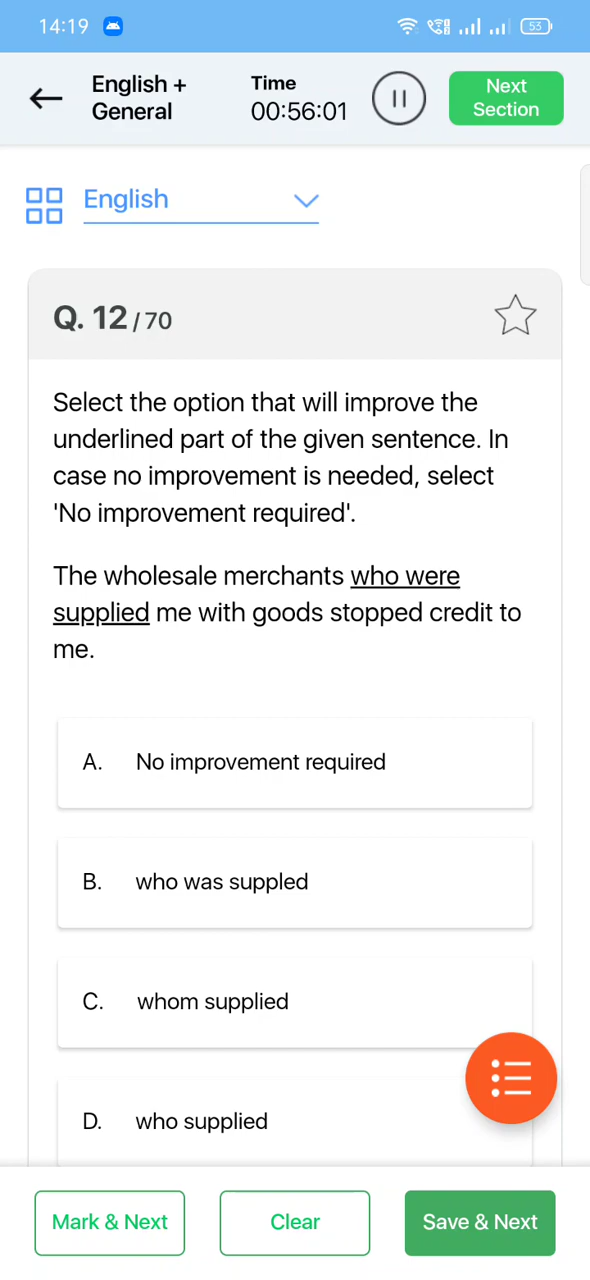 14:19
53
English +
General
Time
00:56:01
Next
Section
English
Q. 12 / 70
Select the option that will improve the
underlined part of the given sentence. In
case no improvement is needed, select
'No improvement required'.
The wholesale merchants who were
supplied me with goods stopped credit to
me.
A. No improvement required
B. who was suppled
C. whom supplied
D. who supplied
Mark & Next
Clear
Save & Next